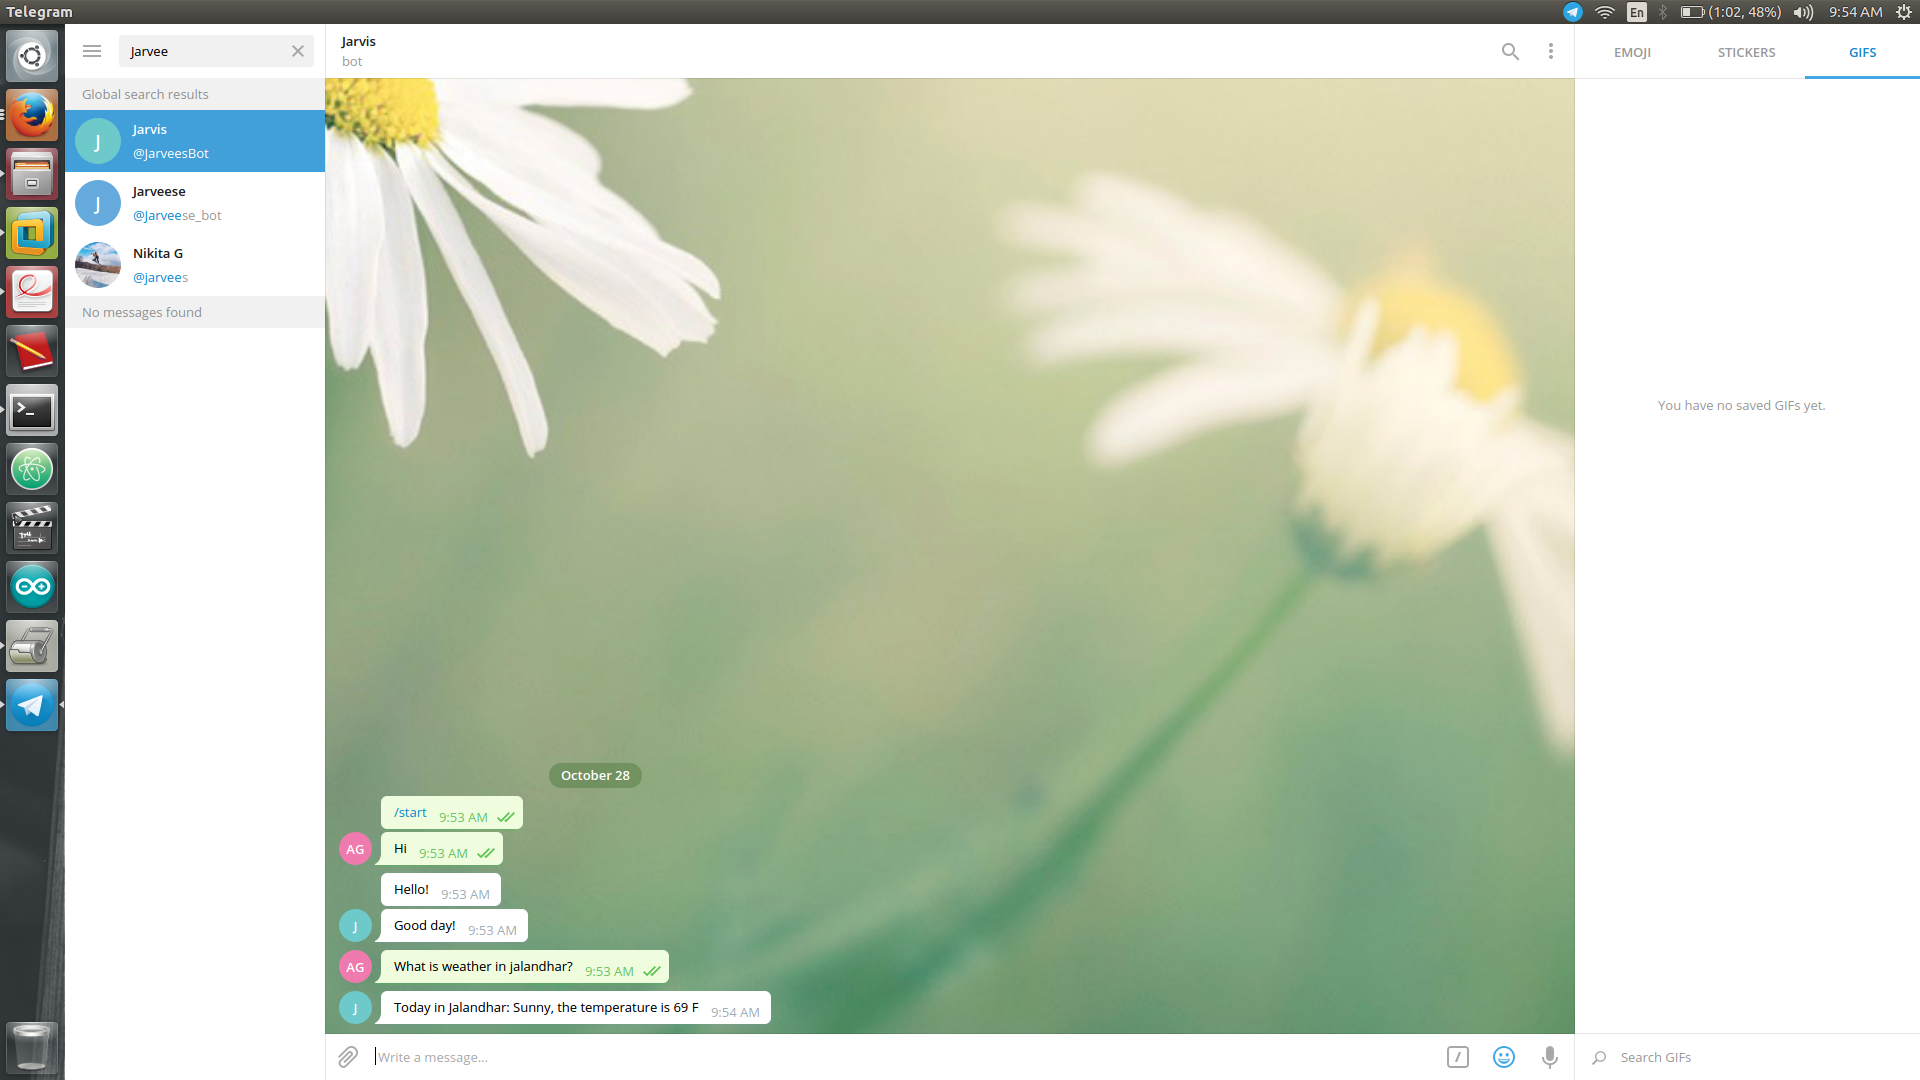 Telegram
En
(1:02, 48%)
9:54 AM
Jarvee
Global search results
J
Jarvis
@JarveesBot
J
Jarveese
@Jarveese_bot
Nikita G
@jarvees
No messages found
Jarvis
bot
October 28
/start 9:53 AM
AG
Hi 9:53 AM
Hello! 9:53 AM
J
Good day! 9:53 AM
AG
What is weather in jalandhar? 9:53 AM
J
Today in Jalandhar: Sunny, the temperature is 69 F 9:54 AM
Write a message...
EMOJI
STICKERS
GIFS
You have no saved GIFs yet.
Search GIFs